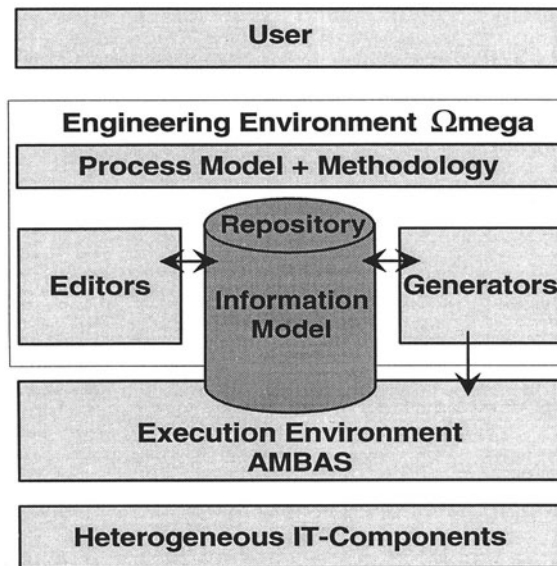 User
Engineering Environment Ωmega
Process Model + Methodology
Repository
Editors
Information
Model
Generators
Execution Environment
AMBAS
Heterogeneous IT-Components